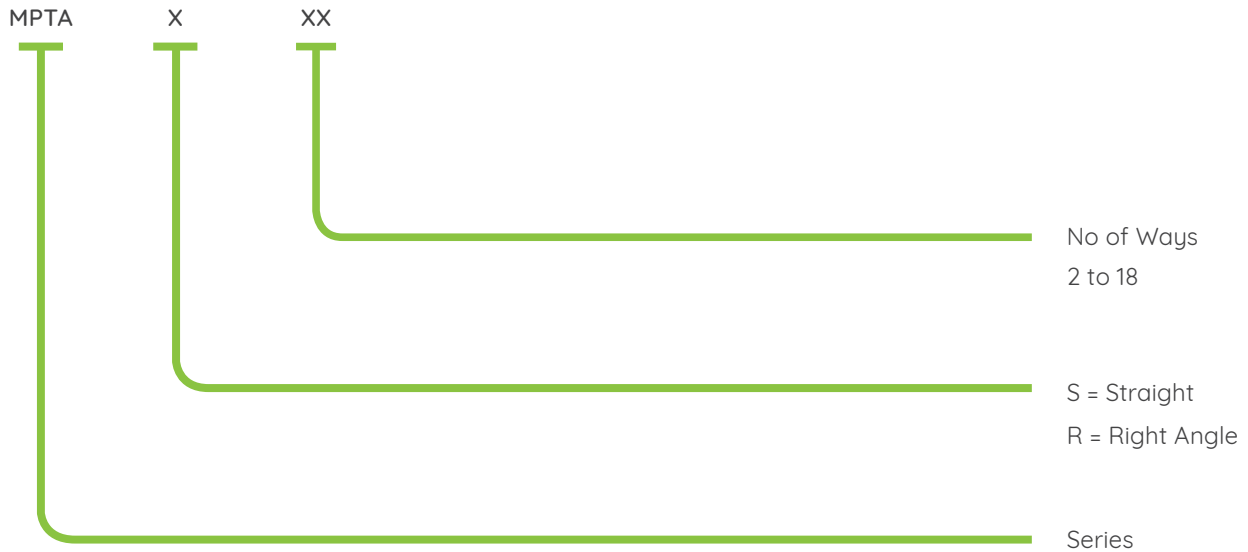 MPTA X XX
No of Ways
2 to 18
S = Straight
R = Right Angle
Series